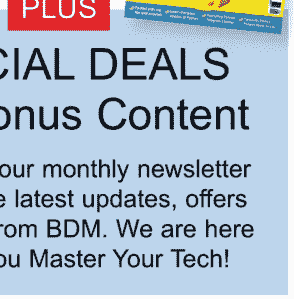 PLUS
CIAL DEALS
onus Content
our monthly newsletter
e latest updates, offers
rom BDM. We are here
ou Master Your Tech!